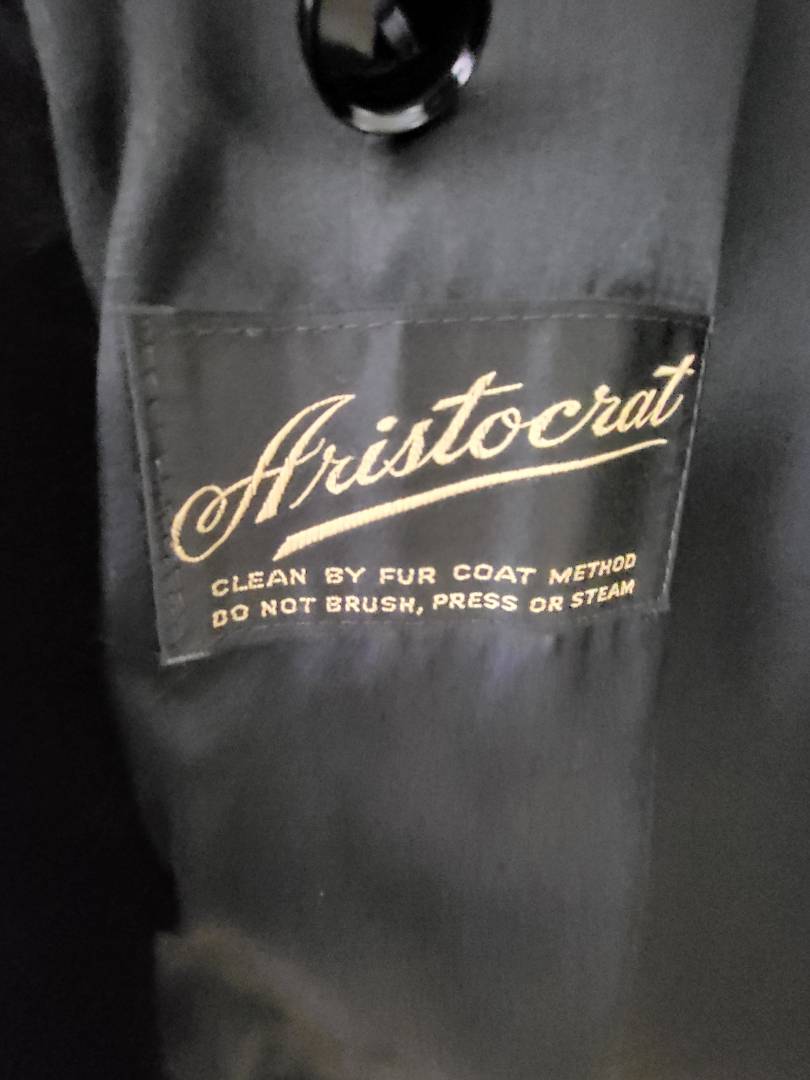 Aristocrat
CLEAN BY FUR COAT METHOD
DO NOT BRUSH, PRESS OR STEAM